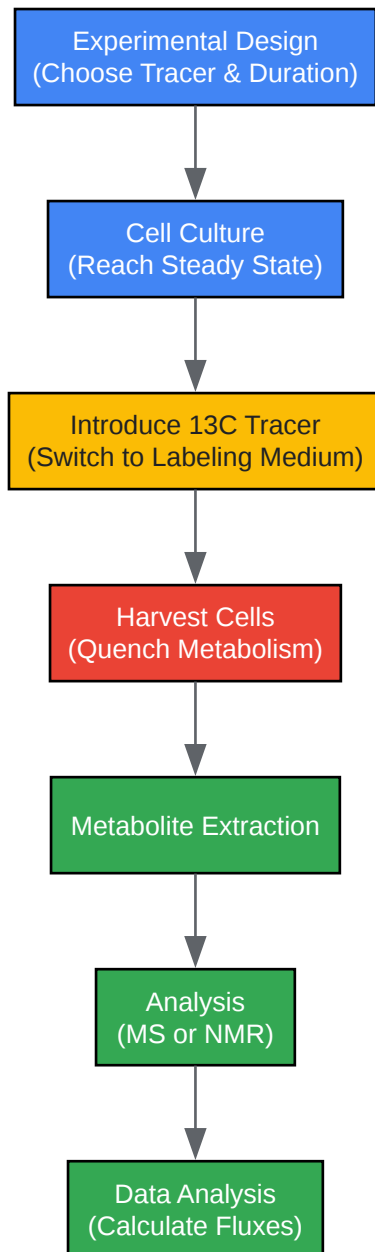 Experimental Design
(Choose Tracer & Duration)
Cell Culture
(Reach Steady State)
Introduce 13C Tracer
(Switch to Labeling Medium)
Harvest Cells
(Quench Metabolism)
Metabolite Extraction
Analysis
(MS or NMR)
Data Analysis
(Calculate Fluxes)